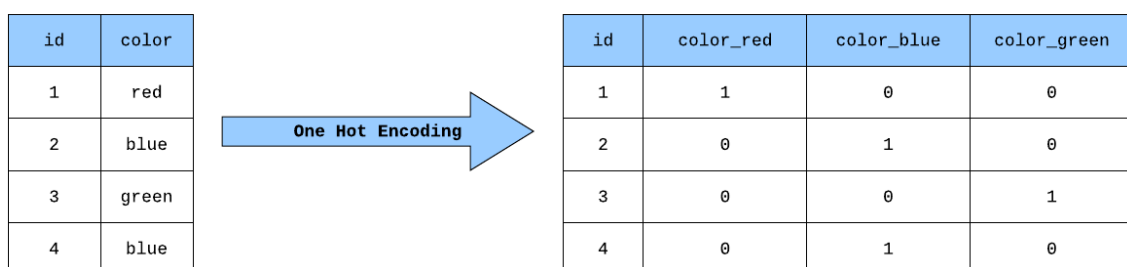 id color
1 red
2 blue
3 green
4 blue
One Hot Encoding
id color_red color_blue color_green
1 1 0 0
2 0 1 0
3 0 0 1
4 0 1 0